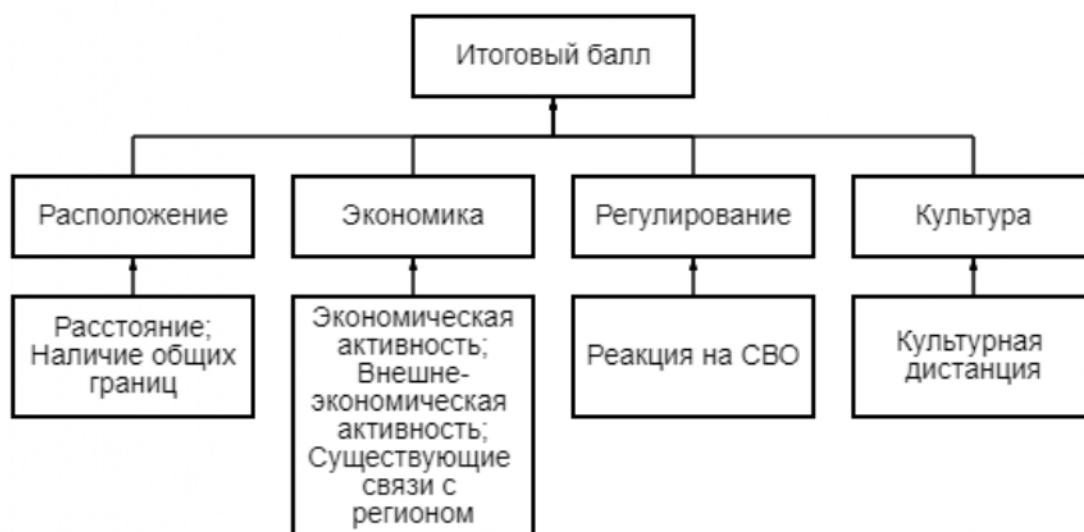 Итоговый балл
Расположение
Экономика
Регулирование
Культура
Расстояние;
Наличие общих
границ
Экономическая
активность;
Внешне-
экономическая
активность;
Существующие
связи с
регионом
Реакция на СВО
Культурная
дистанция